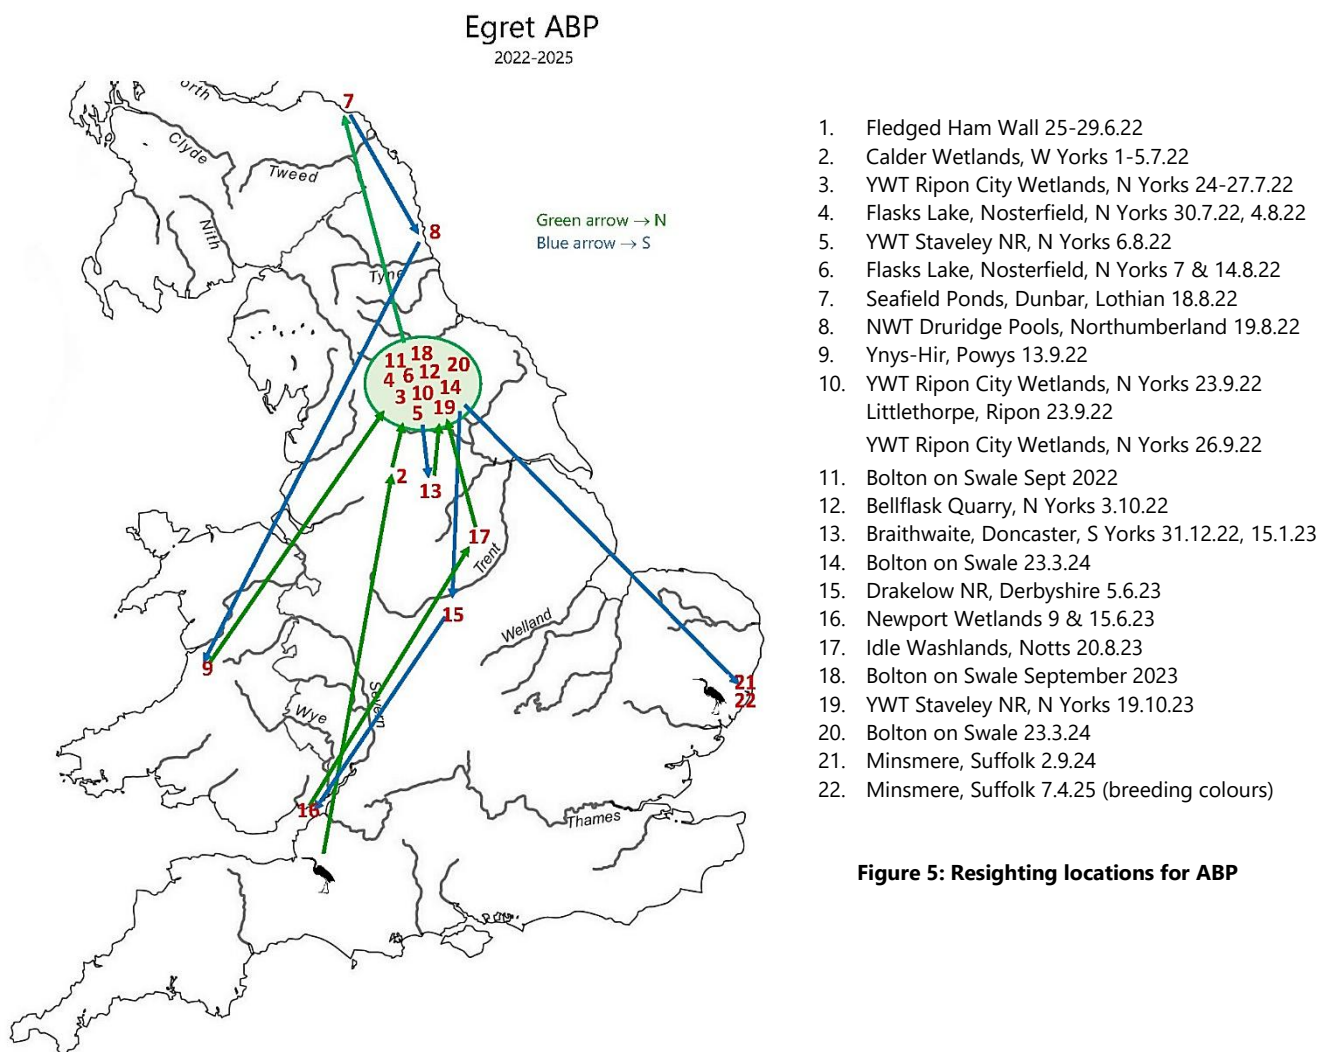 Egret ABP
2022-2025
orth
7
Clyde
Tweed
Nith
8
Green arrow → N
Blue arrow → S
Tyne
11 18 20
4 6 12
3 10 14
5 19
2
13
17
Trent
15
Welland
9
21
22
Severn
Wye
16
Thames
1. Fledged Ham Wall 25-29.6.22
2. Calder Wetlands, W Yorks 1-5.7.22
3. YWT Ripon City Wetlands, N Yorks 24-27.7.22
4. Flasks Lake, Nosterfield, N Yorks 30.7.22, 4.8.22
5. YWT Staveley NR, N Yorks 6.8.22
6. Flasks Lake, Nosterfield, N Yorks 7 & 14.8.22
7. Seafield Ponds, Dunbar, Lothian 18.8.22
8. NWT Druridge Pools, Northumberland 19.8.22
9. Ynys-Hir, Powys 13.9.22
10. YWT Ripon City Wetlands, N Yorks 23.9.22
Littlethorpe, Ripon 23.9.22
YWT Ripon City Wetlands, N Yorks 26.9.22
11. Bolton on Swale Sept 2022
12. Bellflask Quarry, N Yorks 3.10.22
13. Braithwaite, Doncaster, S Yorks 31.12.22, 15.1.23
14. Bolton on Swale 23.3.24
15. Drakelow NR, Derbyshire 5.6.23
16. Newport Wetlands 9 & 15.6.23
17. Idle Washlands, Notts 20.8.23
18. Bolton on Swale September 2023
19. YWT Staveley NR, N Yorks 19.10.23
20. Bolton on Swale 23.3.24
21. Minsmere, Suffolk 2.9.24
22. Minsmere, Suffolk 7.4.25 (breeding colours)
Figure 5: Resighting locations for ABP